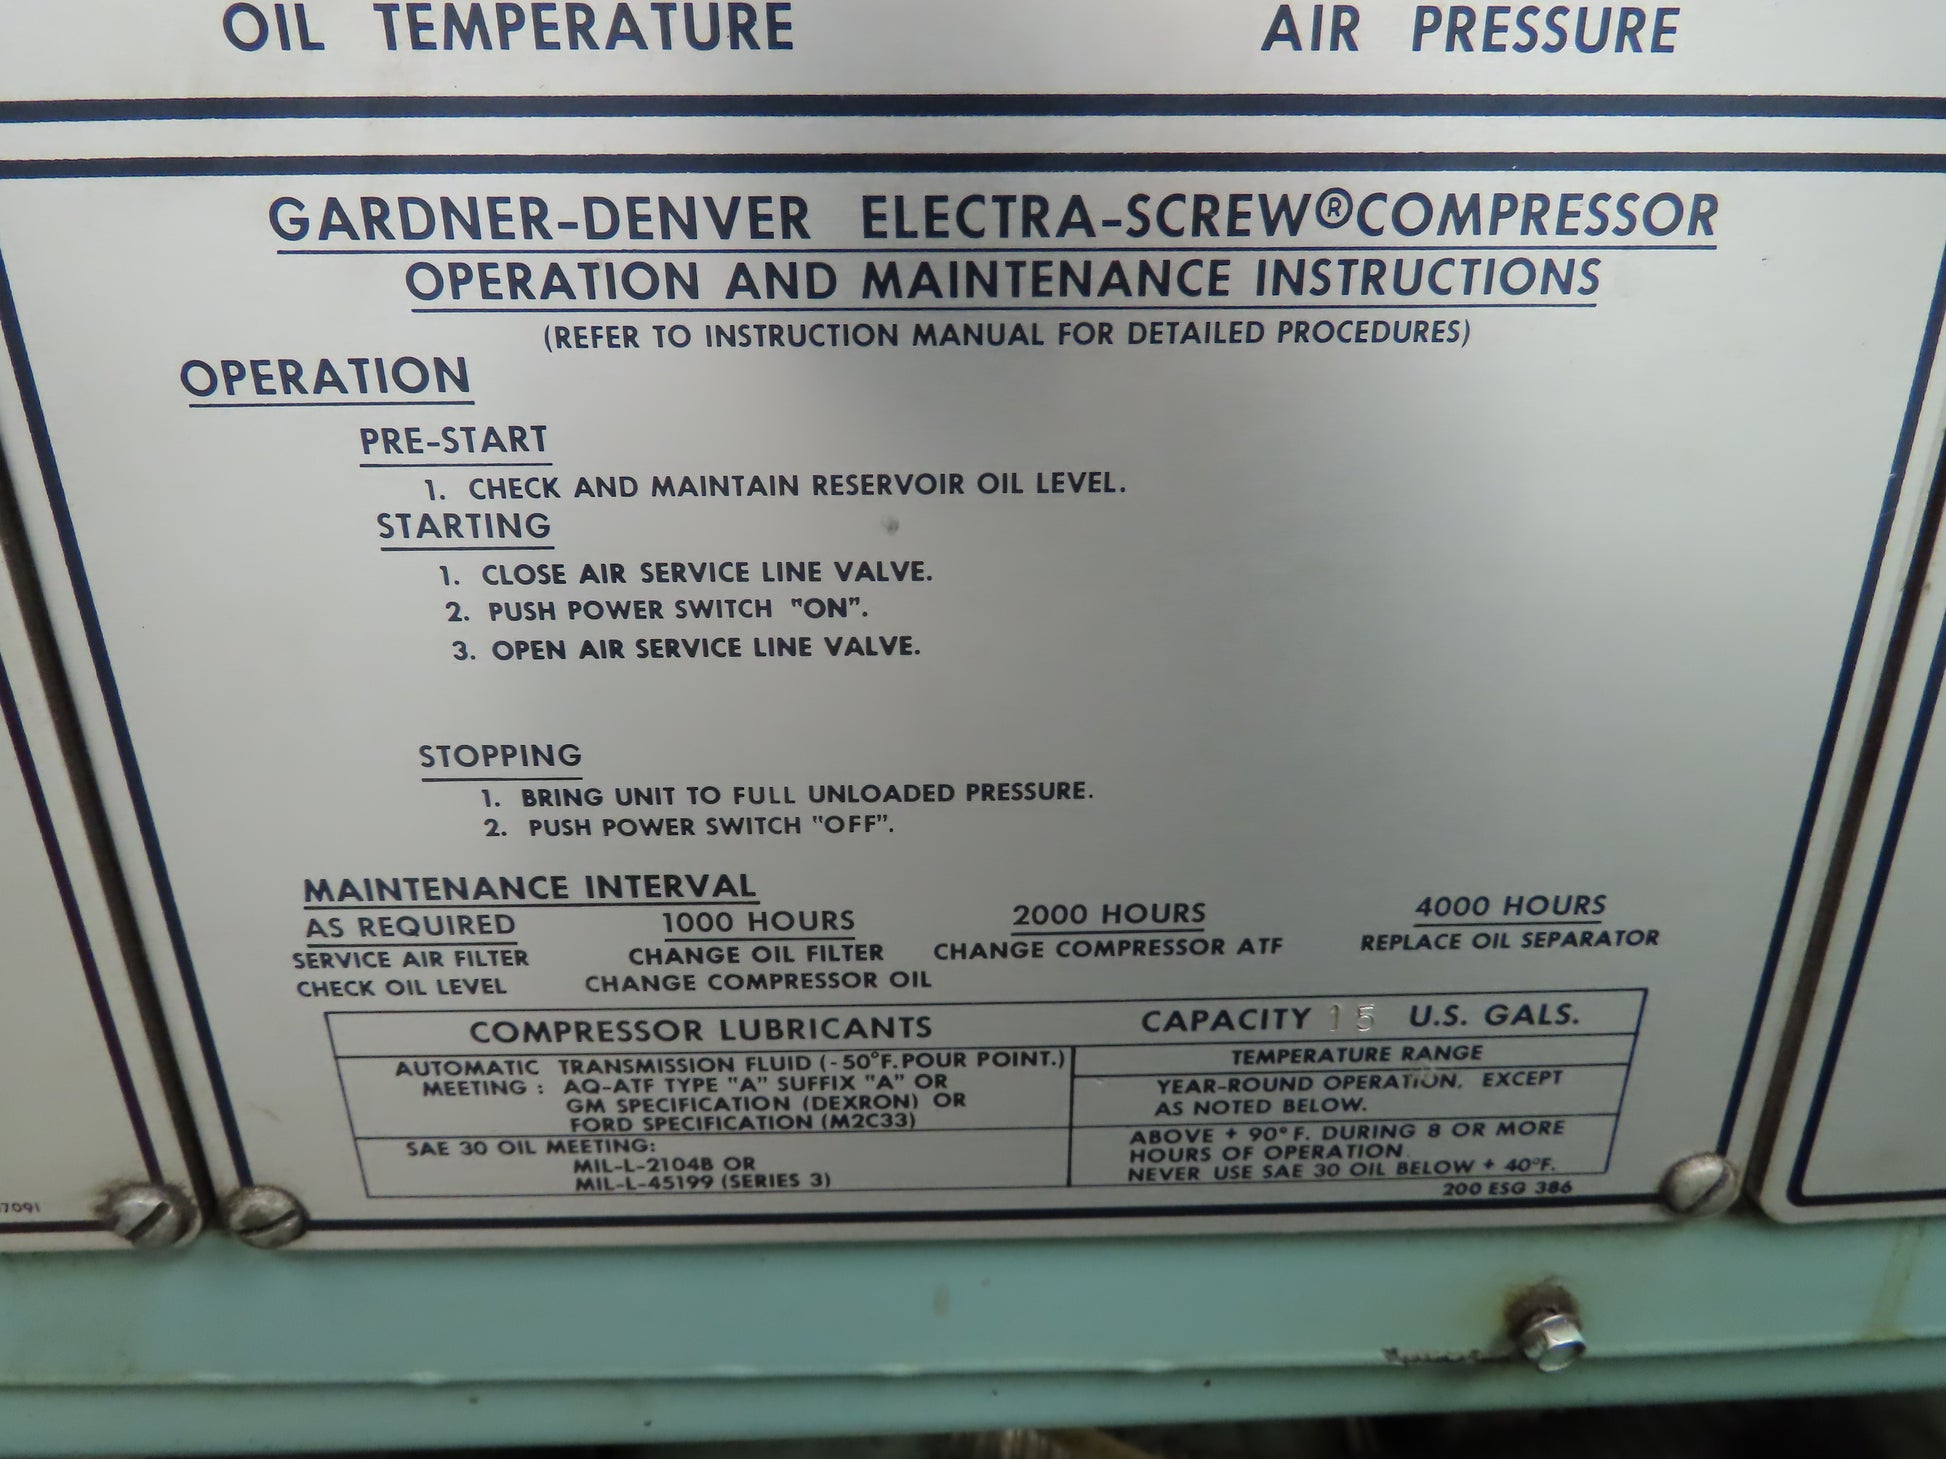 OIL TEMPERATURE
AIR PRESSURE
GARDNER-DENVER ELECTRA-SCREW®COMPRESSOR
OPERATION AND MAINTENANCE INSTRUCTIONS
(REFER TO INSTRUCTION MANUAL FOR DETAILED PROCEDURES)
OPERATION
PRE-START
1. CHECK AND MAINTAIN RESERVOIR OIL LEVEL.
STARTING
1. CLOSE AIR SERVICE LINE VALVE.
2. PUSH POWER SWITCH "ON".
3. OPEN AIR SERVICE LINE VALVE.
STOPPING
1. BRING UNIT TO FULL UNLOADED PRESSURE.
2. PUSH POWER SWITCH "OFF".
MAINTENANCE INTERVAL
AS REQUIRED
SERVICE AIR FILTER
CHECK OIL LEVEL
1000 HOURS
CHANGE OIL FILTER
CHANGE COMPRESSOR OIL
2000 HOURS
CHANGE COMPRESSOR ATF
4000 HOURS
REPLACE OIL SEPARATOR
COMPRESSOR LUBRICANTS
CAPACITY 15 U.S. GALS.
AUTOMATIC TRANSMISSION FLUID (-50°F. POUR POINT.)
MEETING: AQ-ATF TYPE "A" SUFFIX "A" OR
GM SPECIFICATION (DEXRON) OR
FORD SPECIFICATION (M2C33)
TEMPERATURE RANGE
YEAR-ROUND OPERATION, EXCEPT
AS NOTED BELOW.
SAE 30 OIL MEETING:
MIL-L-2104B OR
MIL-L-45199 (SERIES 3)
ABOVE + 90°F. DURING 8 OR MORE
HOURS OF OPERATION
NEVER USE SAE 30 OIL BELOW + 40°F.
200 ESG 386
7091